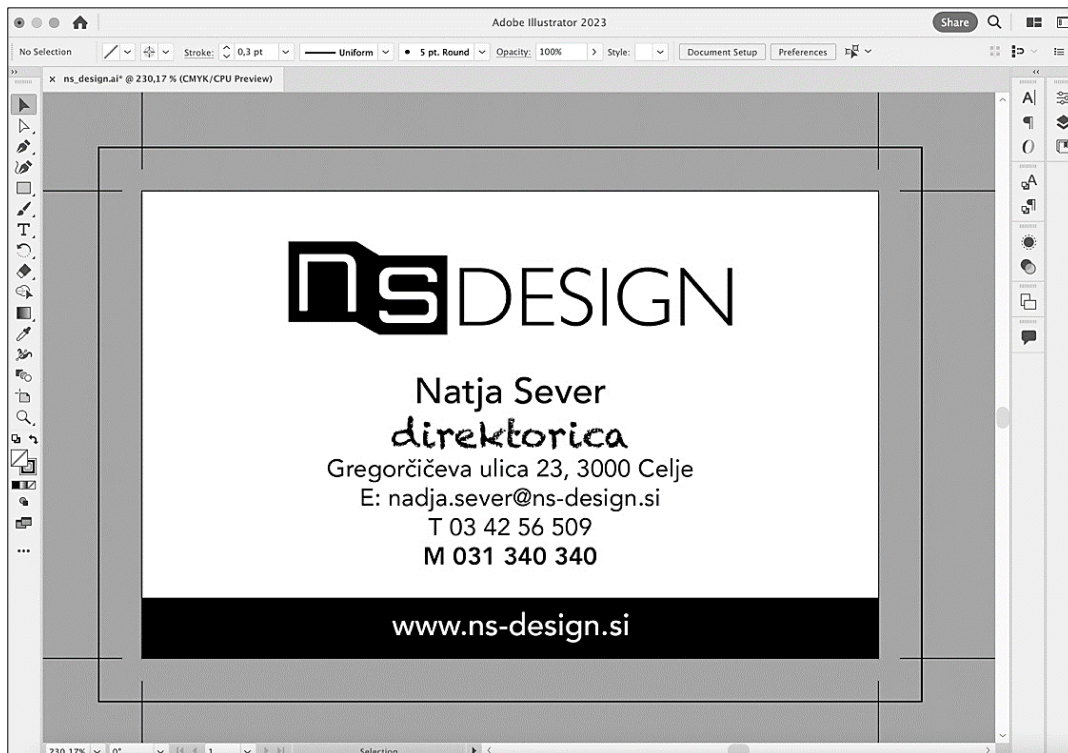 Adobe Illustrator 2023
Share
No Selection
Stroke: 0,3 pt
Uniform
5 pt. Round
Opacity: 100%
Style:
Document Setup
Preferences
× ns_design.ai* @ 230,17 % (CMYK/CPU Preview)
ns DESIGN
Natja Sever
direktorica
Gregorčičeva ulica 23, 3000 Celje
E: nadja.sever@ns-design.si
T 03 42 56 509
M 031 340 340
www.ns-design.si
230,17% 0° 1 Selection